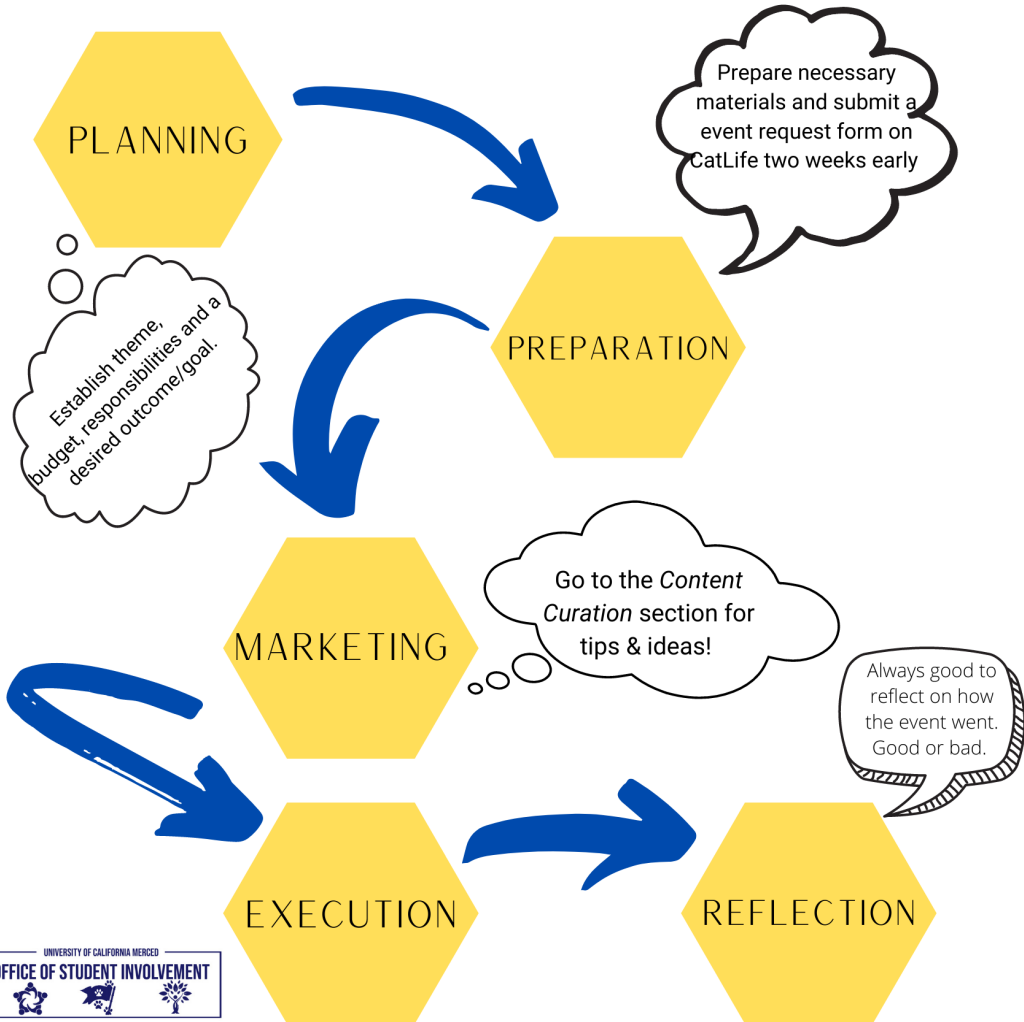 PLANNING
Prepare necessary
materials and submit a
event request form on
CatLife two weeks early
Establish theme,
budget, responsibilities and a
desired outcome/goal.
PREPARATION
MARKETING
Go to the Content
Curation section for
tips & ideas!
Always good to
reflect on how
the event went.
Good or bad.
EXECUTION
REFLECTION
UNIVERSITY OF CALIFORNIA MERCED
OFFICE OF STUDENT INVOLVEMENT